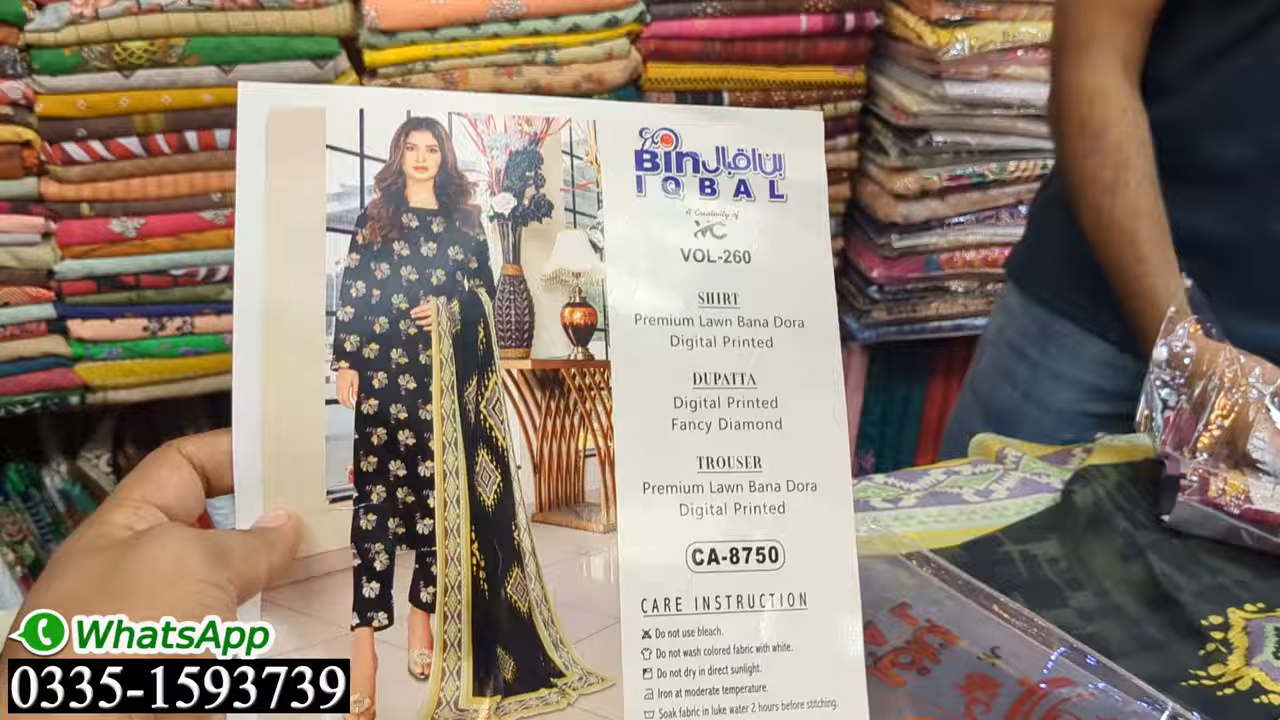 Bin بن اقبال
IQBAL
A Creativity of
VOL-260
SHIRT
Premium Lawn Bana Dora
Digital Printed
DUPATTA
Digital Printed
Fancy Diamond
TROUSER
Premium Lawn Bana Dora
Digital Printed
CA-8750
CARE INSTRUCTION
Do not use bleach.
Do not wash colored fabric with white.
Do not dry in direct sunlight.
Iron at moderate temperature.
Soak fabric in luke water 2 hours before stitching.
WhatsApp
0335-1593739